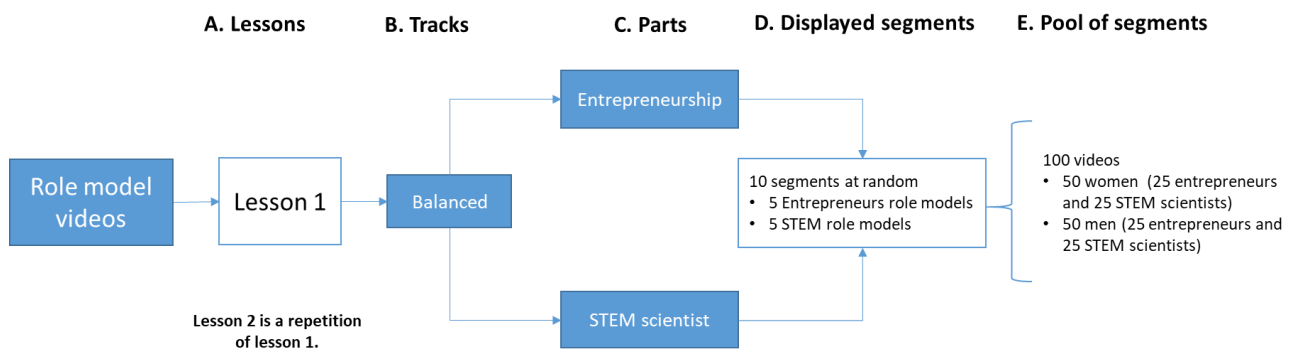 A. Lessons
B. Tracks
C. Parts
D. Displayed segments
E. Pool of segments
Role model
videos
Lesson 1
Balanced
Entrepreneurship
STEM scientist
10 segments at random
• 5 Entrepreneurs role models
• 5 STEM role models
100 videos
• 50 women (25 entrepreneurs
and 25 STEM scientists)
• 50 men (25 entrepreneurs and
25 STEM scientists)
Lesson 2 is a repetition
of lesson 1.